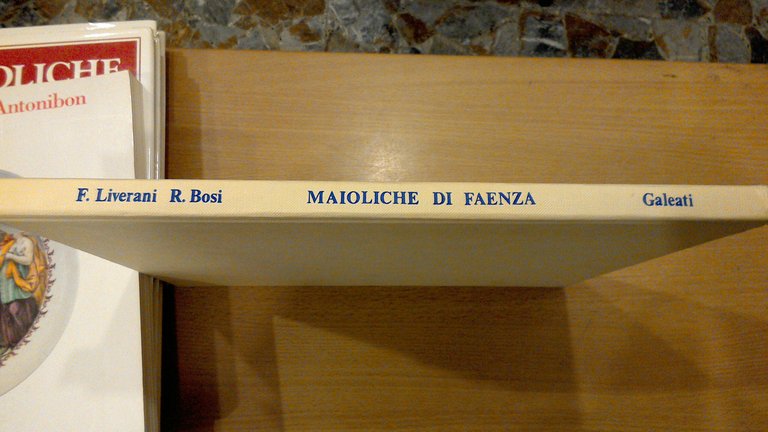 OLICHE
Antonibon
F. Liverani R. Bosi MAIOLICHE DI FAENZA Galeati